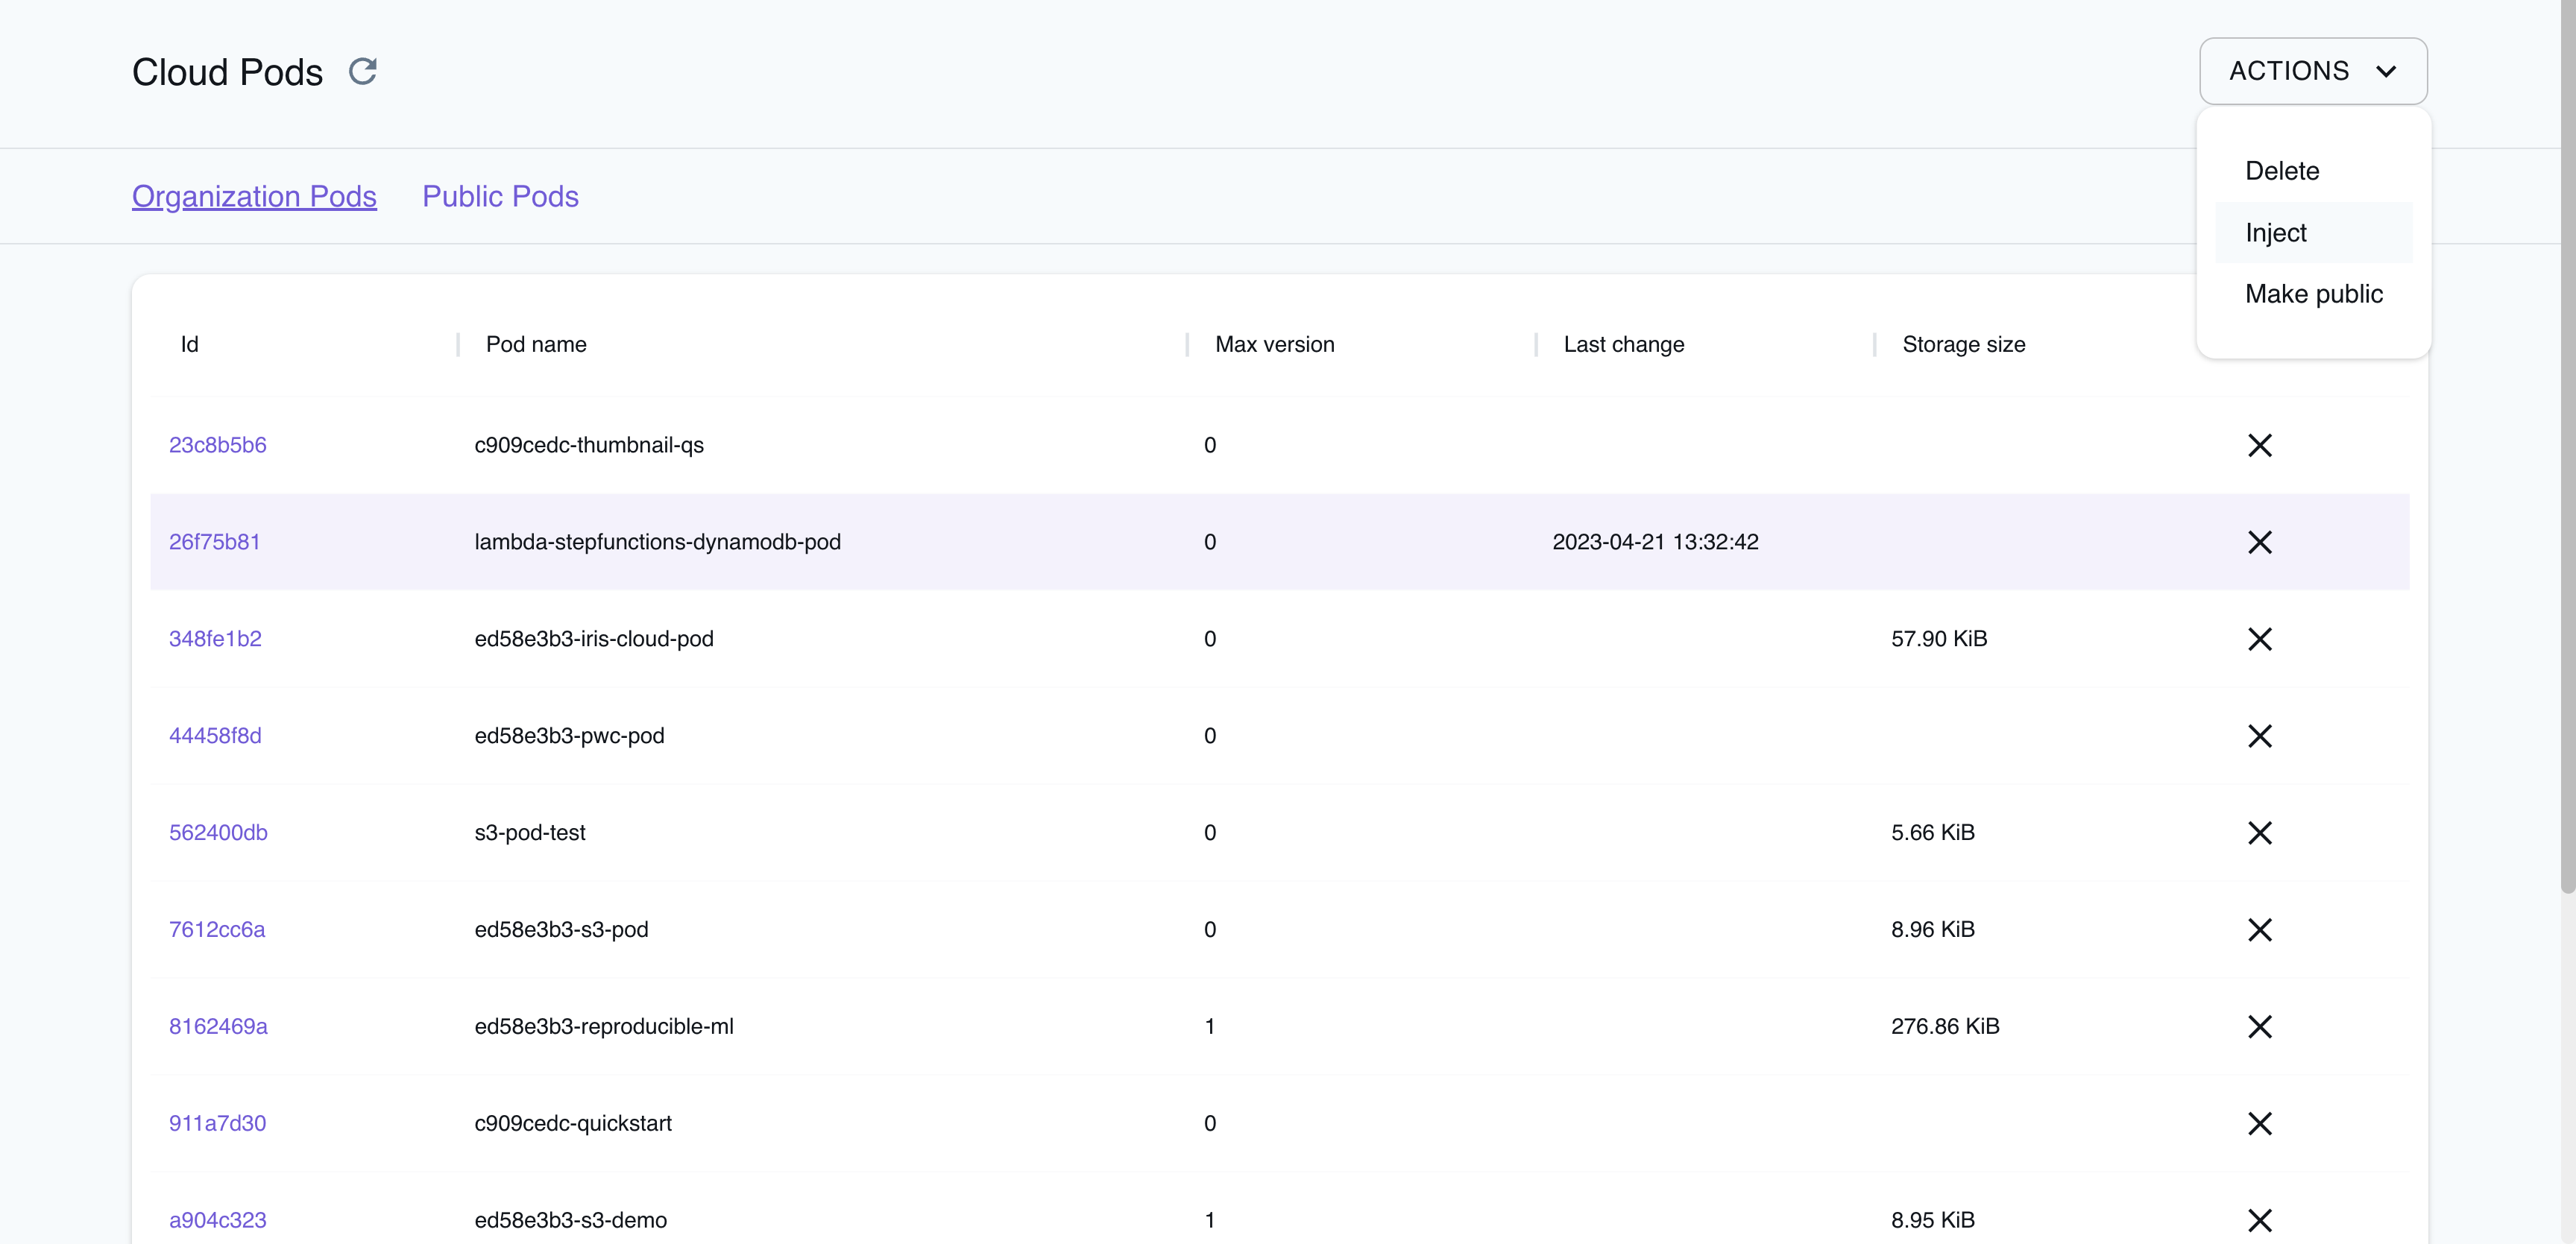 Cloud Pods
ACTIONS
Delete
Inject
Make public
Organization Pods Public Pods
Id Pod name Max version Last change Storage size
23c8b5b6 c909cedc-thumbnail-qs 0
26f75b81 lambda-stepfunctions-dynamodb-pod 0 2023-04-21 13:32:42
348fe1b2 ed58e3b3-iris-cloud-pod 0 57.90 KiB
44458f8d ed58e3b3-pwc-pod 0
562400db s3-pod-test 0 5.66 KiB
7612cc6a ed58e3b3-s3-pod 0 8.96 KiB
8162469a ed58e3b3-reproducible-ml 1 276.86 KiB
911a7d30 c909cedc-quickstart 0
a904c323 ed58e3b3-s3-demo 1 8.95 KiB